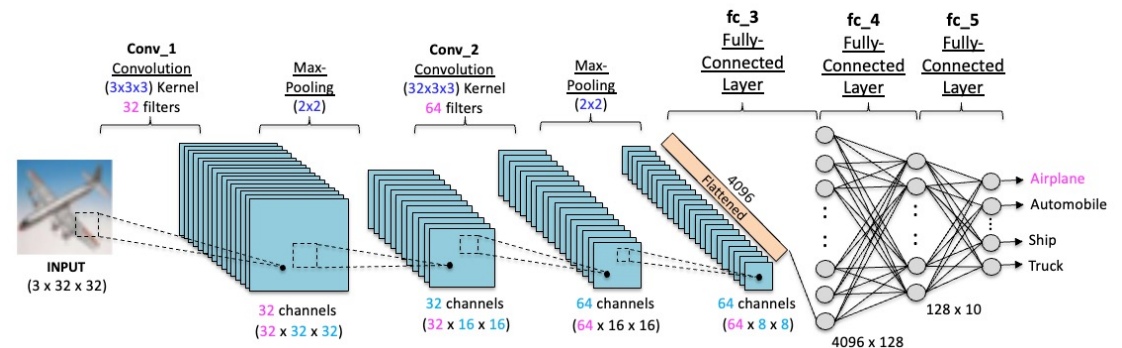 Conv_1
Convolution
(3x3x3) Kernel
32 filters
Max-
Pooling
(2x2)
Conv_2
Convolution
(32x3x3) Kernel
64 filters
Max-
Pooling
(2x2)
fc_3
Fully-
Connected
Layer
fc_4
Fully-
Connected
Layer
fc_5
Fully-
Connected
Layer
INPUT
(3 x 32 x 32)
32 channels
(32 x 32 x 32)
32 channels
(32 x 16 x 16)
64 channels
(64 x 16 x 16)
64 channels
(64 x 8 x 8)
4096
Flattened
4096 x 128
128 x 10
Airplane
Automobile
Ship
Truck